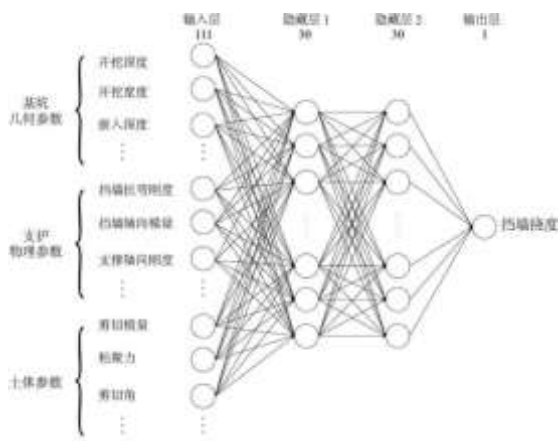 输入层 隐藏层 1 隐藏层 2 输出层
111 30 30 1
开挖深度
开挖宽度
基坑
几何参数
嵌入深度
挡墙抗弯刚度
支护
物理参数
挡墙轴向模量
挡墙挠度
支撑轴向刚度
剪切模量
粘聚力
土体参数
剪切角